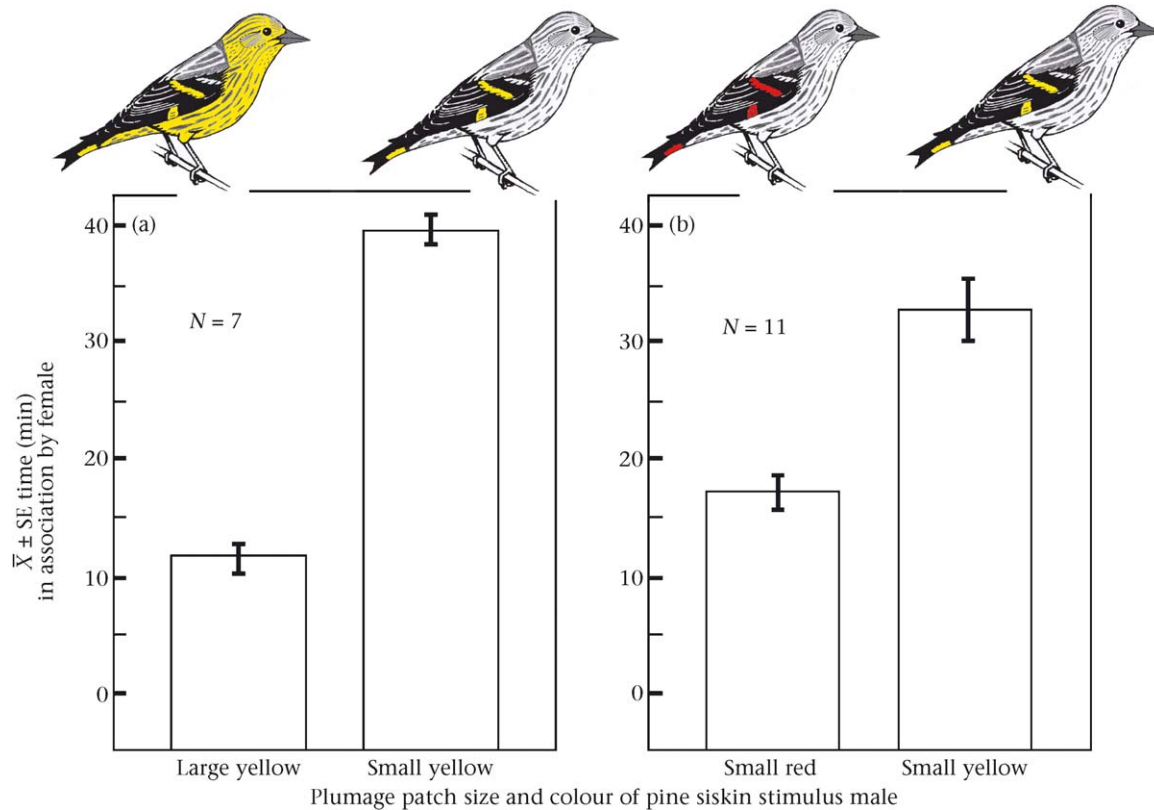 40
(a)
N = 7
30
20
10
0
X̅ ± SE time (min)
in association by female
Large yellow
Small yellow
40
(b)
N = 11
30
20
10
0
Small red
Small yellow
Plumage patch size and colour of pine siskin stimulus male